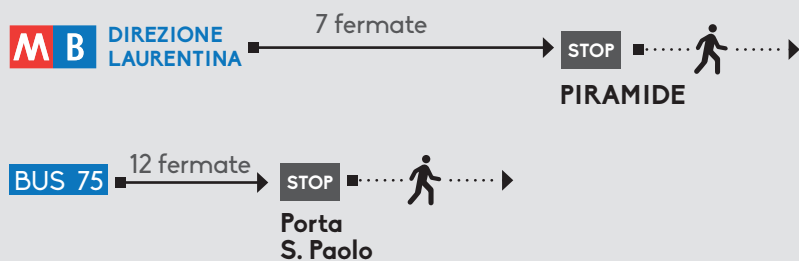 7 fermate
M B DIREZIONE
LAURENTINA
STOP
PIRAMIDE
BUS 75
12 fermate
STOP
Porta
S. Paolo